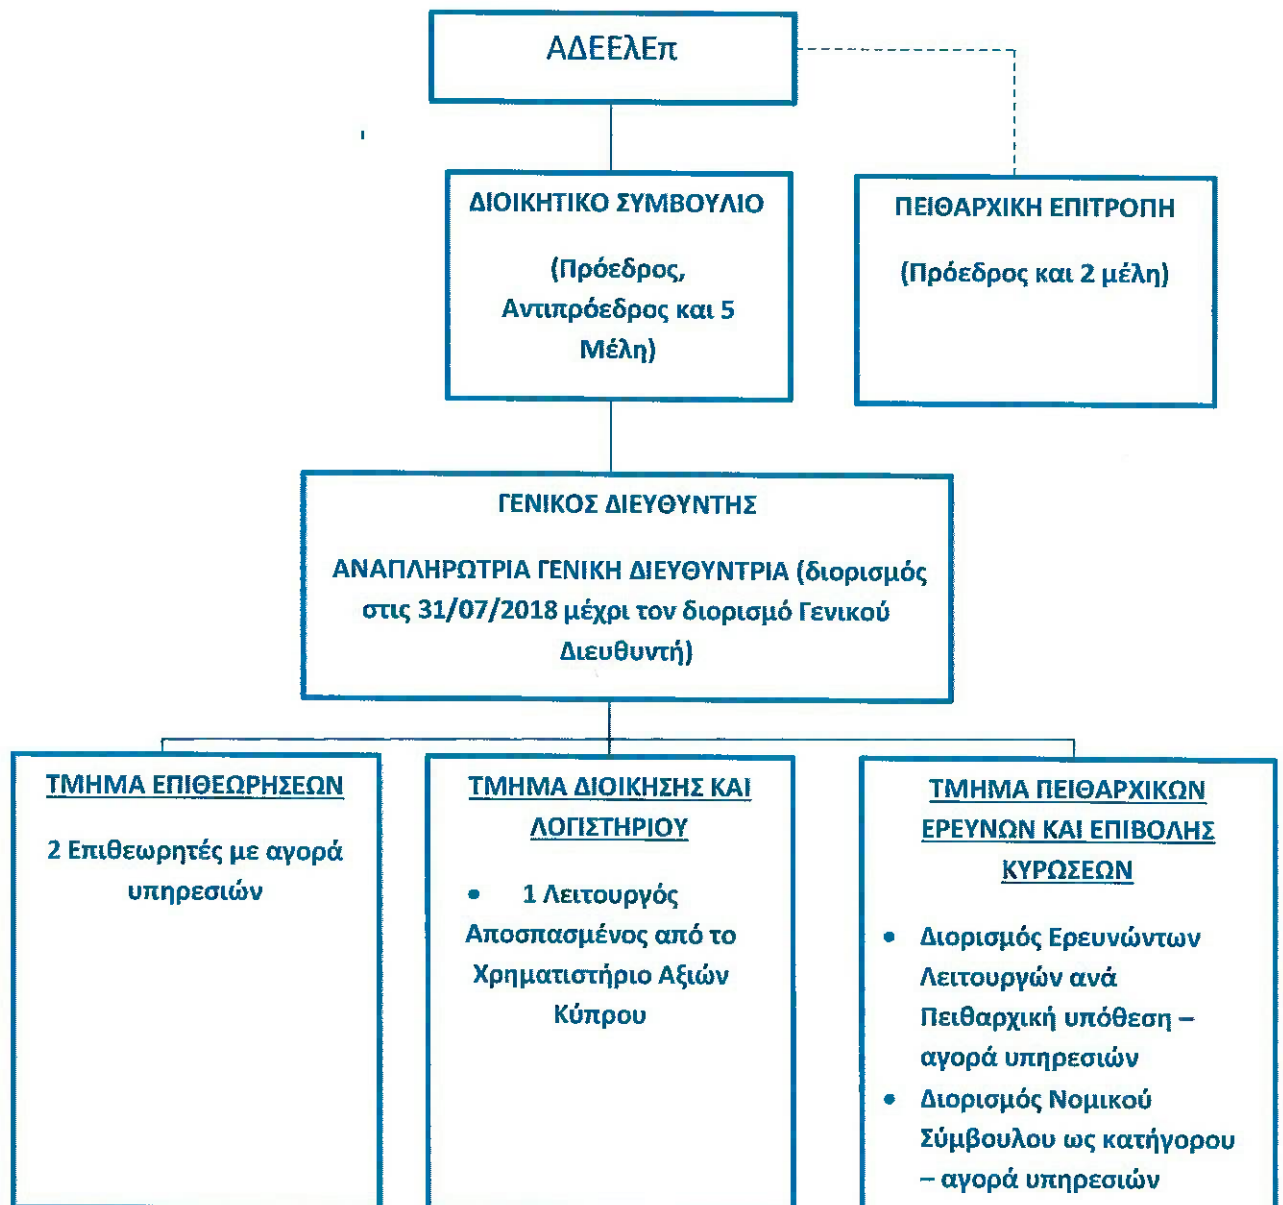 ΑΔΕΕλΕπ
ΔΙΟΙΚΗΤΙΚΟ ΣΥΜΒΟΥΛΙΟ
(Πρόεδρος,
Αντιπρόεδρος και 5
Μέλη)
ΠΕΙΘΑΡΧΙΚΗ ΕΠΙΤΡΟΠΗ
(Πρόεδρος και 2 μέλη)
ΓΕΝΙΚΟΣ ΔΙΕΥΘΥΝΤΗΣ
ΑΝΑΠΛΗΡΩΤΡΙΑ ΓΕΝΙΚΗ ΔΙΕΥΘΥΝΤΡΙΑ (διορισμός
στις 31/07/2018 μέχρι τον διορισμό Γενικού
Διευθυντή)
ΤΜΗΜΑ ΕΠΙΘΕΩΡΗΣΕΩΝ
2 Επιθεωρητές με αγορά
υπηρεσιών
ΤΜΗΜΑ ΔΙΟΙΚΗΣΗΣ ΚΑΙ
ΛΟΓΙΣΤΗΡΙΟΥ
• 1 Λειτουργός
Αποσπασμένος από το
Χρηματιστήριο Αξιών
Κύπρου
ΤΜΗΜΑ ΠΕΙΘΑΡΧΙΚΩΝ
ΕΡΕΥΝΩΝ ΚΑΙ ΕΠΙΒΟΛΗΣ
ΚΥΡΩΣΕΩΝ
• Διορισμός Ερευνώντων
Λειτουργών ανά
Πειθαρχική υπόθεση –
αγορά υπηρεσιών
• Διορισμός Νομικού
Σύμβουλου ως κατήγορου
– αγορά υπηρεσιών